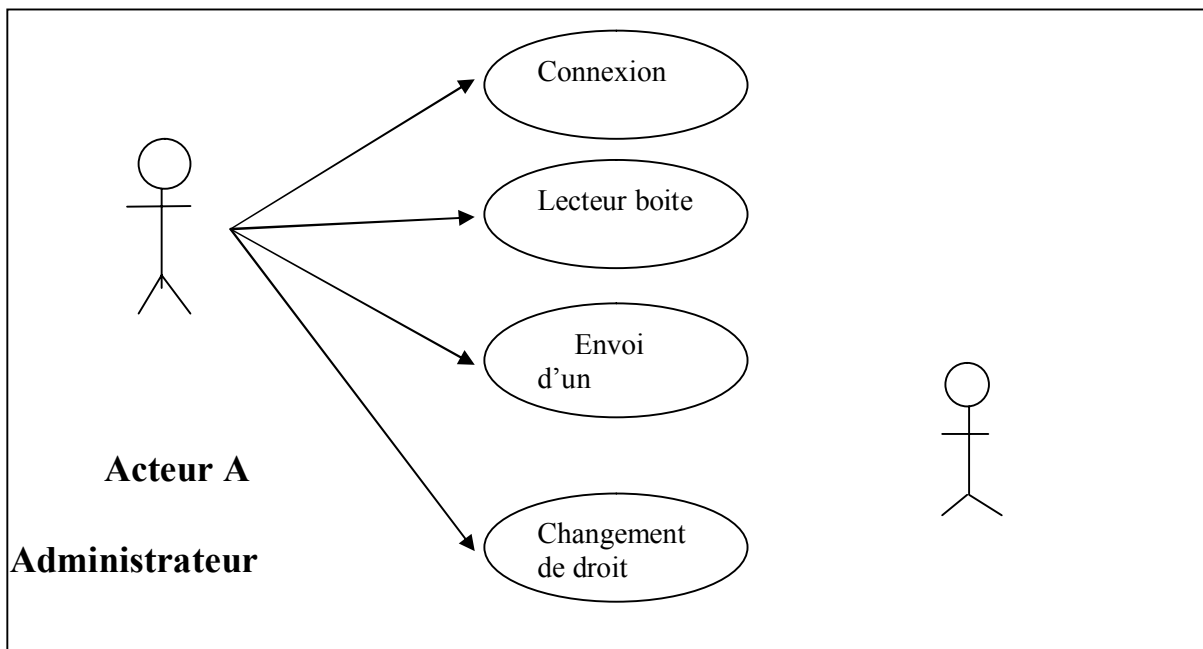 Connexion
Lecteur boite
Envoi
d’un
Acteur A
Changement
de droit
Administrateur